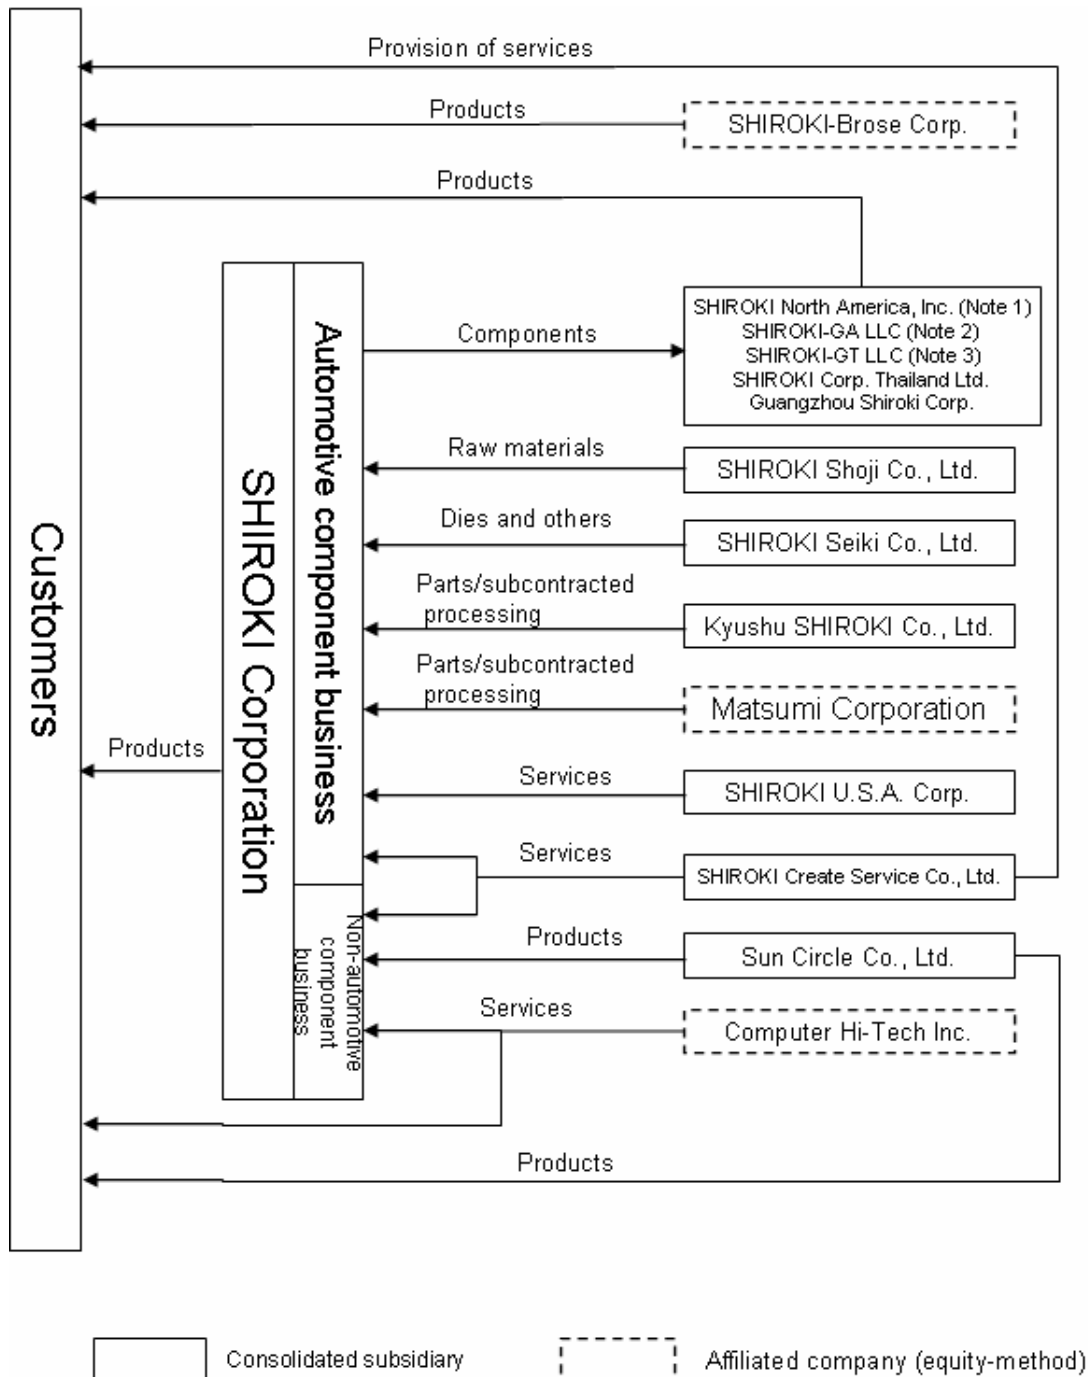 Provision of services
Products
SHIROKI-Brose Corp.
Products
SHIROKI North America, Inc. (Note 1)
SHIROKI-GA LLC (Note 2)
SHIROKI-GT LLC (Note 3)
SHIROKI Corp. Thailand Ltd.
Guangzhou Shiroki Corp.
Components
Raw materials
SHIROKI Shoji Co., Ltd.
Dies and others
SHIROKI Seiki Co., Ltd.
Parts/subcontracted
processing
Kyushu SHIROKI Co., Ltd.
Parts/subcontracted
processing
Matsumi Corporation
Customers
Products
SHIROKI Corporation
Automotive component business
Services
SHIROKI U.S.A. Corp.
Services
SHIROKI Create Service Co., Ltd.
Non-automotive
component
business
Products
Sun Circle Co., Ltd.
Services
Computer Hi-Tech Inc.
Products
Consolidated subsidiary
Affiliated company (equity-method)